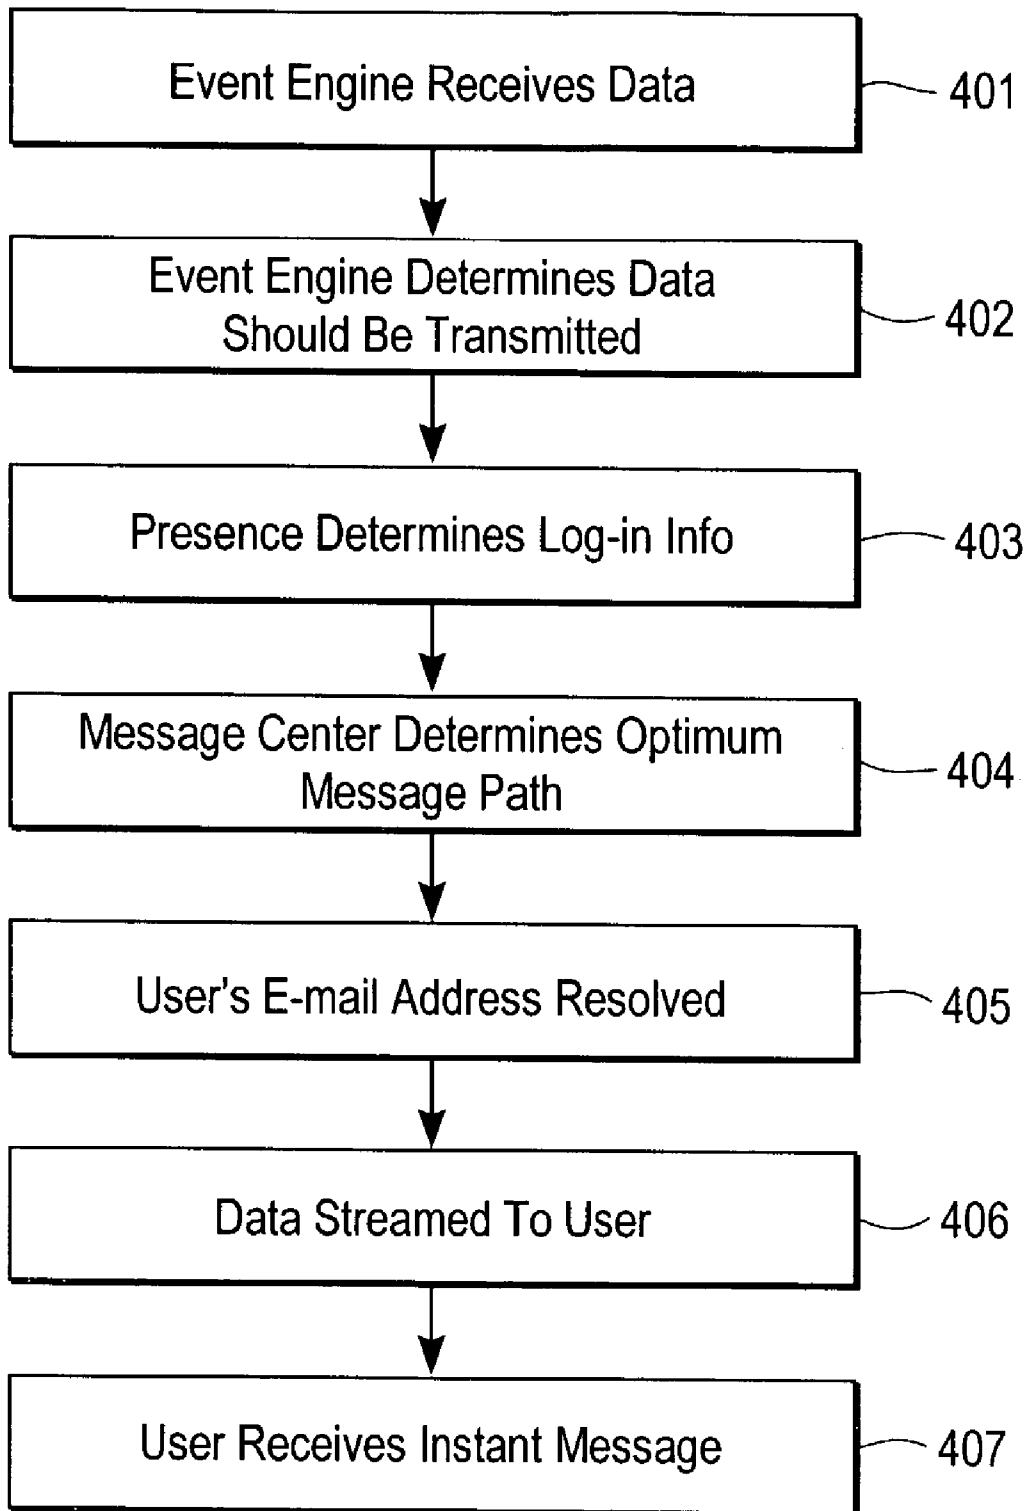 Event Engine Receives Data
401
Event Engine Determines Data
Should Be Transmitted
402
Presence Determines Log-in Info
403
Message Center Determines Optimum
Message Path
404
User's E-mail Address Resolved
405
Data Streamed To User
406
User Receives Instant Message
407